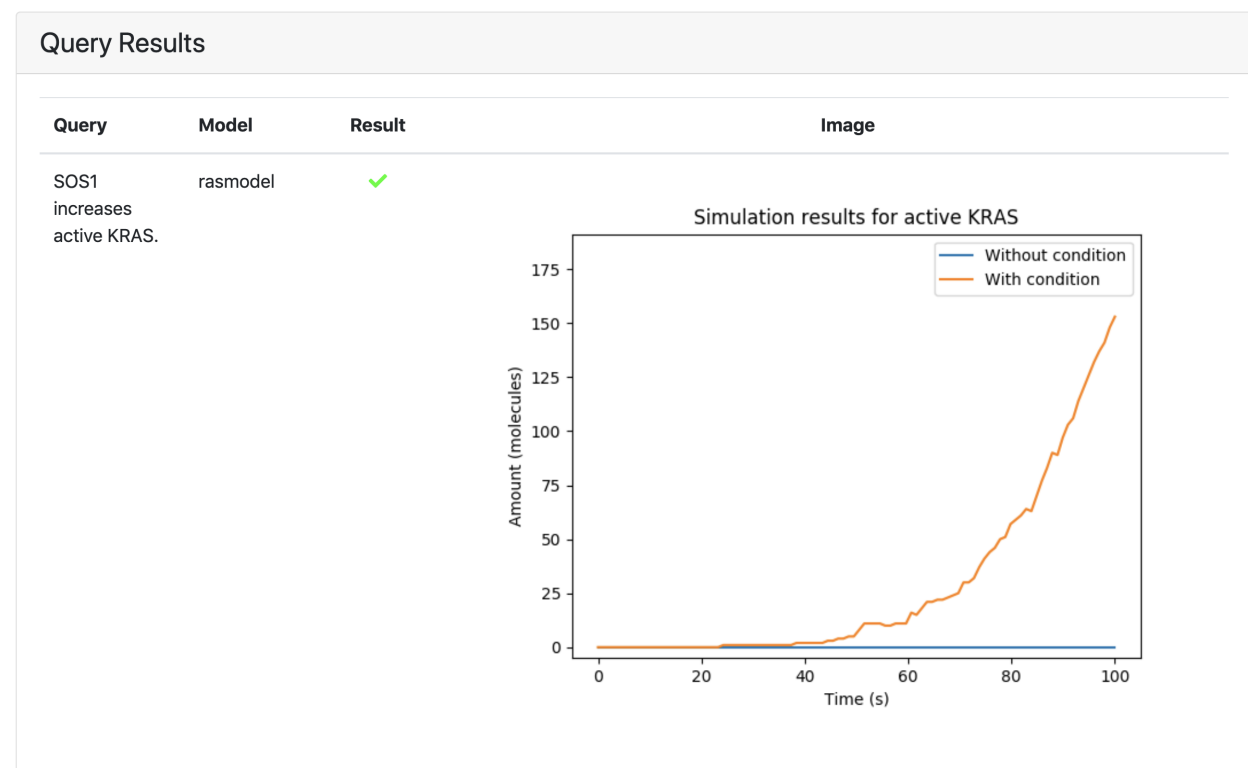 Query Results
Query Model Result Image
SOS1 rasmodel
increases
active KRAS.
Simulation results for active KRAS
Without condition
With condition
175
150
125
100
75
50
25
0
Amount (molecules)
0 20 40 60 80 100
Time (s)